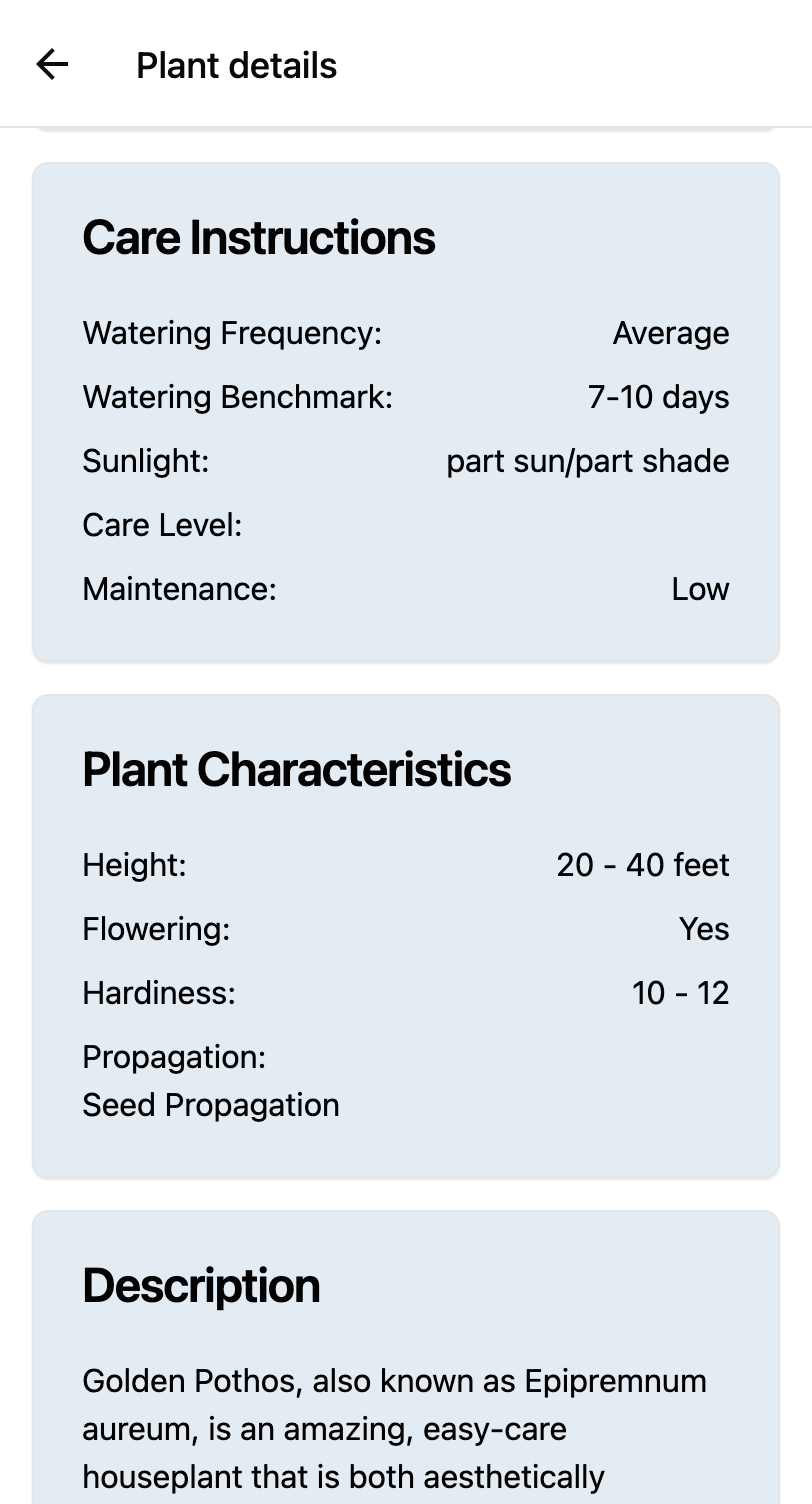 Plant details
Care Instructions
Watering Frequency: Average
Watering Benchmark: 7-10 days
Sunlight: part sun/part shade
Care Level:
Maintenance: Low
Plant Characteristics
Height: 20 - 40 feet
Flowering: Yes
Hardiness: 10 - 12
Propagation:
Seed Propagation
Description
Golden Pothos, also known as Epipremnum
aureum, is an amazing, easy-care
houseplant that is both aesthetically